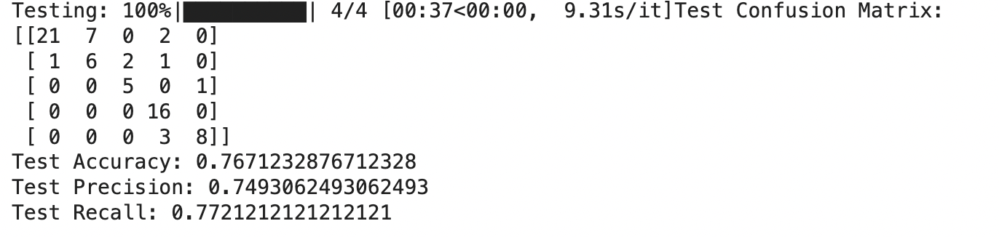 Testing: 100%|██████████| 4/4 [00:37<00:00,  9.31s/it]Test Confusion Matrix:
[[21  7  0  2  0]
 [ 1  6  2  1  0]
 [ 0  0  5  0  1]
 [ 0  0  0 16  0]
 [ 0  0  0  3  8]]
Test Accuracy: 0.7671232876712328
Test Precision: 0.7493062493062493
Test Recall: 0.7721212121212121